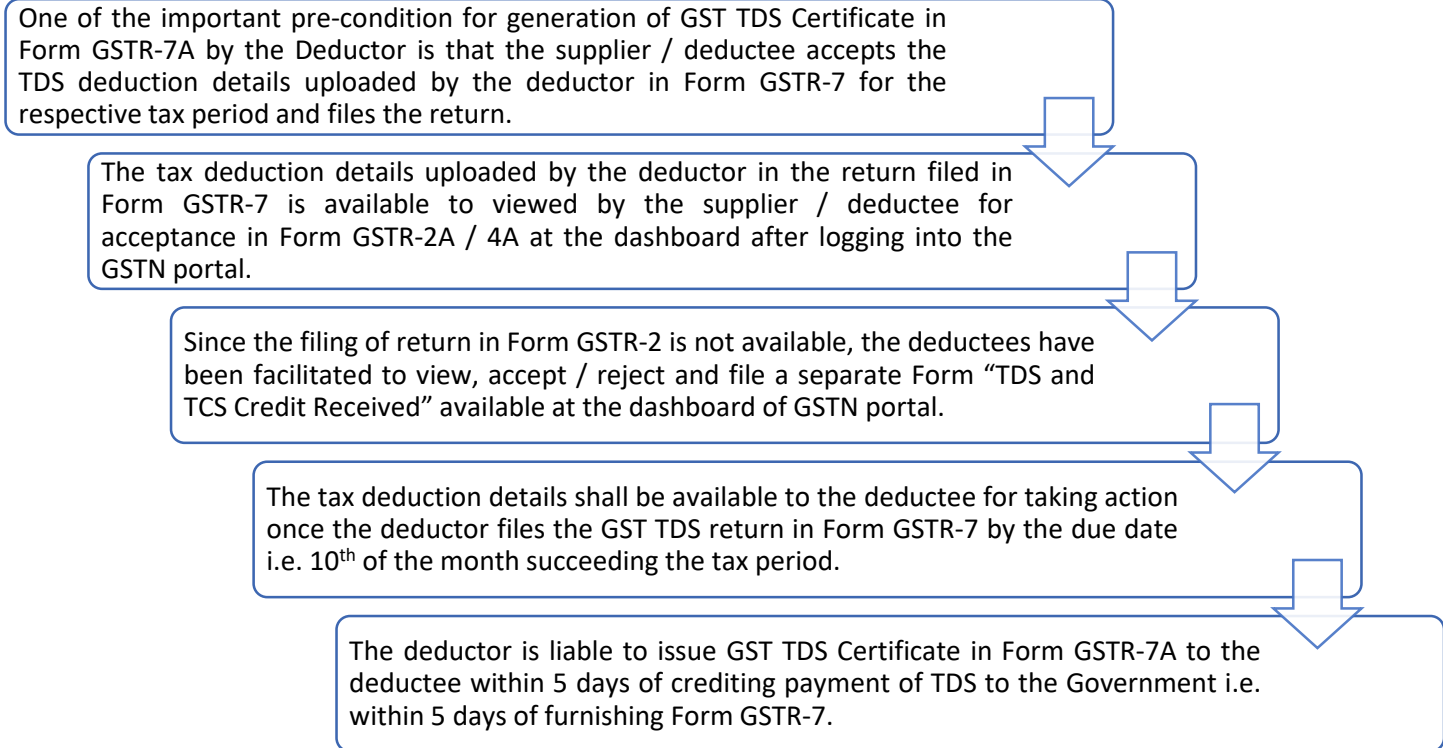 One of the important pre-condition for generation of GST TDS Certificate in
Form GSTR-7A by the Deductor is that the supplier / deductee accepts the
TDS deduction details uploaded by the deductor in Form GSTR-7 for the
respective tax period and files the return.
The tax deduction details uploaded by the deductor in the return filed in
Form GSTR-7 is available to viewed by the supplier / deductee for
acceptance in Form GSTR-2A / 4A at the dashboard after logging into the
GSTN portal.
Since the filing of return in Form GSTR-2 is not available, the deductees have
been facilitated to view, accept / reject and file a separate Form “TDS and
TCS Credit Received” available at the dashboard of GSTN portal.
The tax deduction details shall be available to the deductee for taking action
once the deductor files the GST TDS return in Form GSTR-7 by the due date
i.e. 10th of the month succeeding the tax period.
The deductor is liable to issue GST TDS Certificate in Form GSTR-7A to the
deductee within 5 days of crediting payment of TDS to the Government i.e.
within 5 days of furnishing Form GSTR-7.